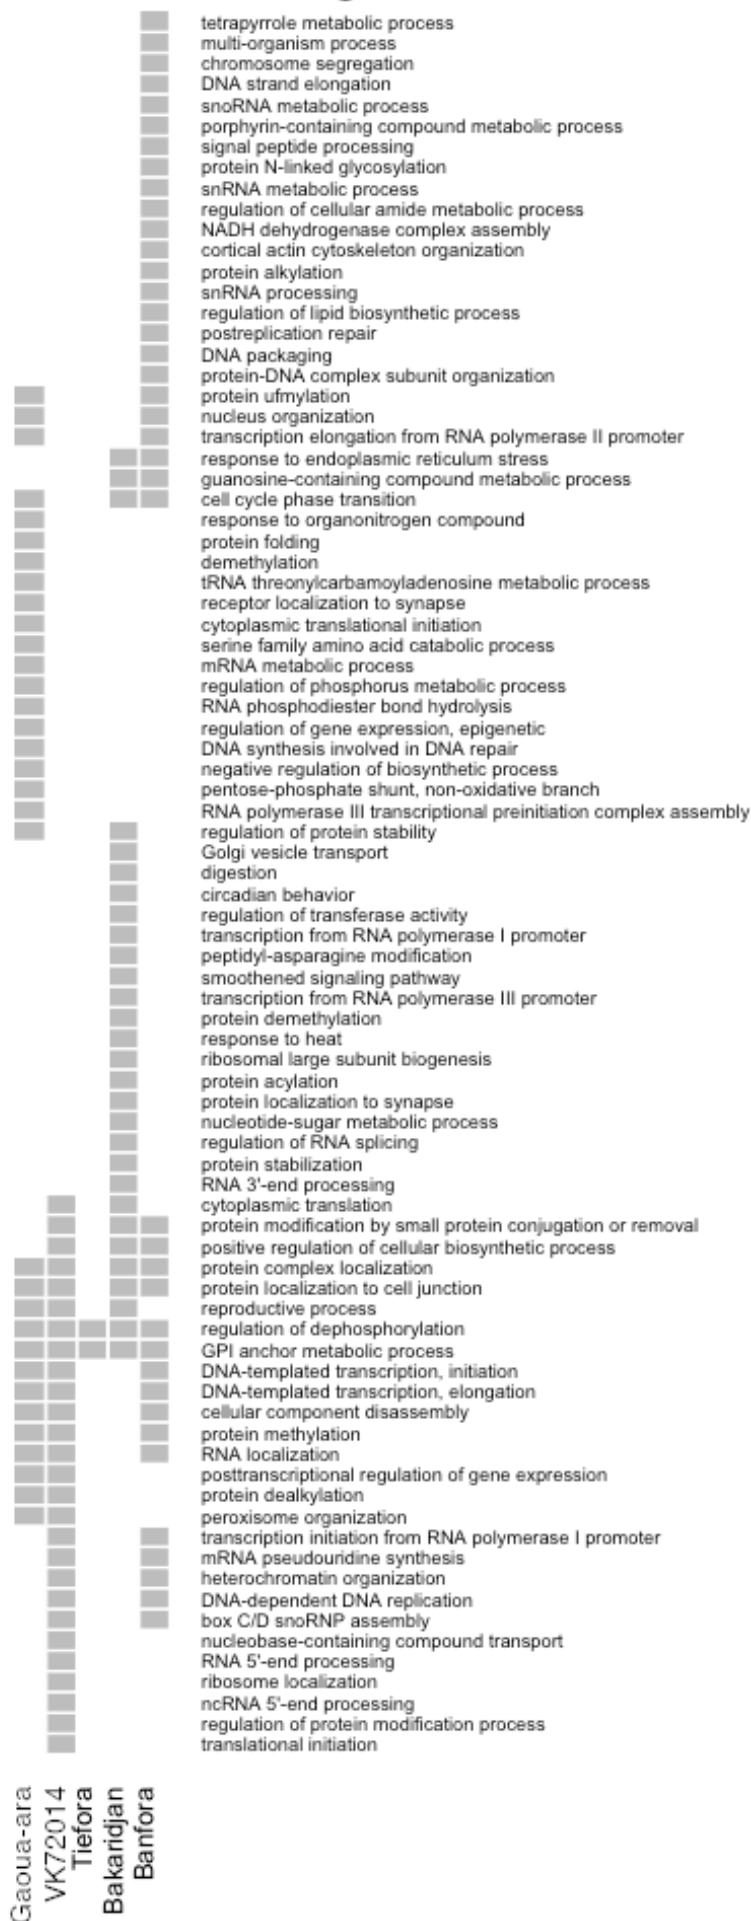 tetrapyrrole metabolic process
multi-organism process
chromosome segregation
DNA strand elongation
snoRNA metabolic process
porphyrin-containing compound metabolic process
signal peptide processing
protein N-linked glycosylation
snRNA metabolic process
regulation of cellular amide metabolic process
NADH dehydrogenase complex assembly
cortical actin cytoskeleton organization
protein alkylation
snRNA processing
regulation of lipid biosynthetic process
postreplication repair
DNA packaging
protein-DNA complex subunit organization
protein ufmylation
nucleus organization
transcription elongation from RNA polymerase II promoter
response to endoplasmic reticulum stress
guanosine-containing compound metabolic process
cell cycle phase transition
response to organonitrogen compound
protein folding
demethylation
tRNA threonylcarbamoyladenosine metabolic process
receptor localization to synapse
cytoplasmic translational initiation
serine family amino acid catabolic process
mRNA metabolic process
regulation of phosphorus metabolic process
RNA phosphodiester bond hydrolysis
regulation of gene expression, epigenetic
DNA synthesis involved in DNA repair
negative regulation of biosynthetic process
pentose-phosphate shunt, non-oxidative branch
RNA polymerase III transcriptional preinitiation complex assembly
regulation of protein stability
Golgi vesicle transport
digestion
circadian behavior
regulation of transferase activity
transcription from RNA polymerase I promoter
peptidyl-asparagine modification
smoothened signaling pathway
transcription from RNA polymerase III promoter
protein demethylation
response to heat
ribosomal large subunit biogenesis
protein acylation
protein localization to synapse
nucleotide-sugar metabolic process
regulation of RNA splicing
protein stabilization
RNA 3'-end processing
cytoplasmic translation
protein modification by small protein conjugation or removal
positive regulation of cellular biosynthetic process
protein complex localization
protein localization to cell junction
reproductive process
regulation of dephosphorylation
GPI anchor metabolic process
DNA-templated transcription, initiation
DNA-templated transcription, elongation
cellular component disassembly
protein methylation
RNA localization
posttranscriptional regulation of gene expression
protein dealkylation
peroxisome organization
transcription initiation from RNA polymerase I promoter
mRNA pseudouridine synthesis
heterochromatin organization
DNA-dependent DNA replication
box C/D snoRNP assembly
nucleobase-containing compound transport
RNA 5'-end processing
ribosome localization
ncRNA 5'-end processing
regulation of protein modification process
translational initiation
Gaoua-ara
VK72014
Tiefora
Bakaridjan
Banfora